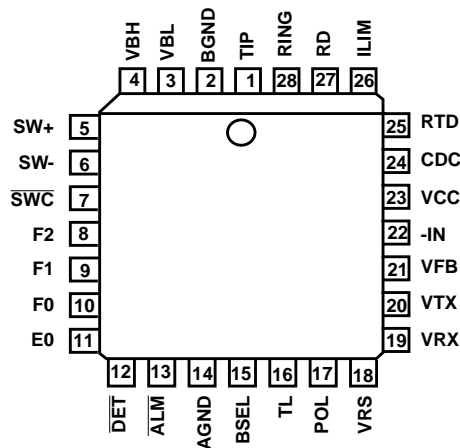 VBH VBL BGND TIP RING RD ILIM
4 3 2 1 28 27 26
SW+ 5 25 RTD
SW- 6 24 CDC
SWC 7 23 VCC
F2 8 22 -IN
F1 9 21 VFB
F0 10 20 VTX
E0 11 19 VRX
12 13 14 15 16 17 18
DET ALM AGND BSEL TL POL VRS